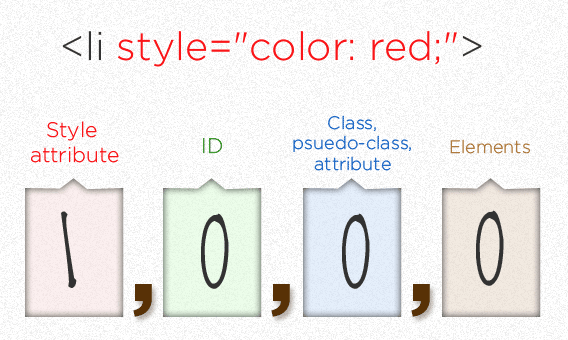 <li style="color: red;">
Style
attribute
ID
Class,
psuedo-class,
attribute
Elements
1 , 0 , 0 , 0